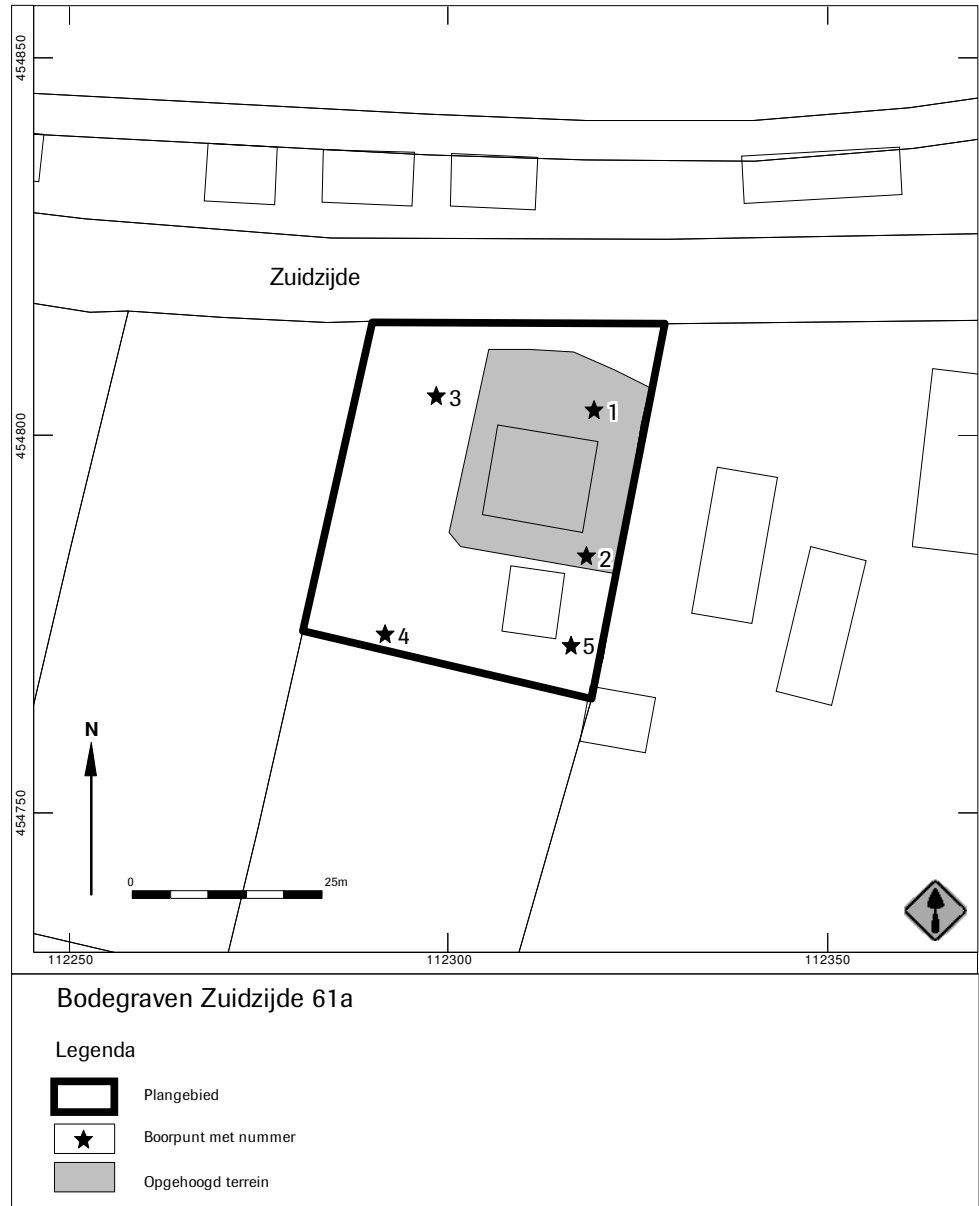 454850
Zuidzijde
3
1
454800
2
4
5
N
454750
0
25m
112250
112300
112350
Bodegraven Zuidzijde 61a
Legenda
Plangebied
Boorpunt met nummer
Opgehoogd terrein